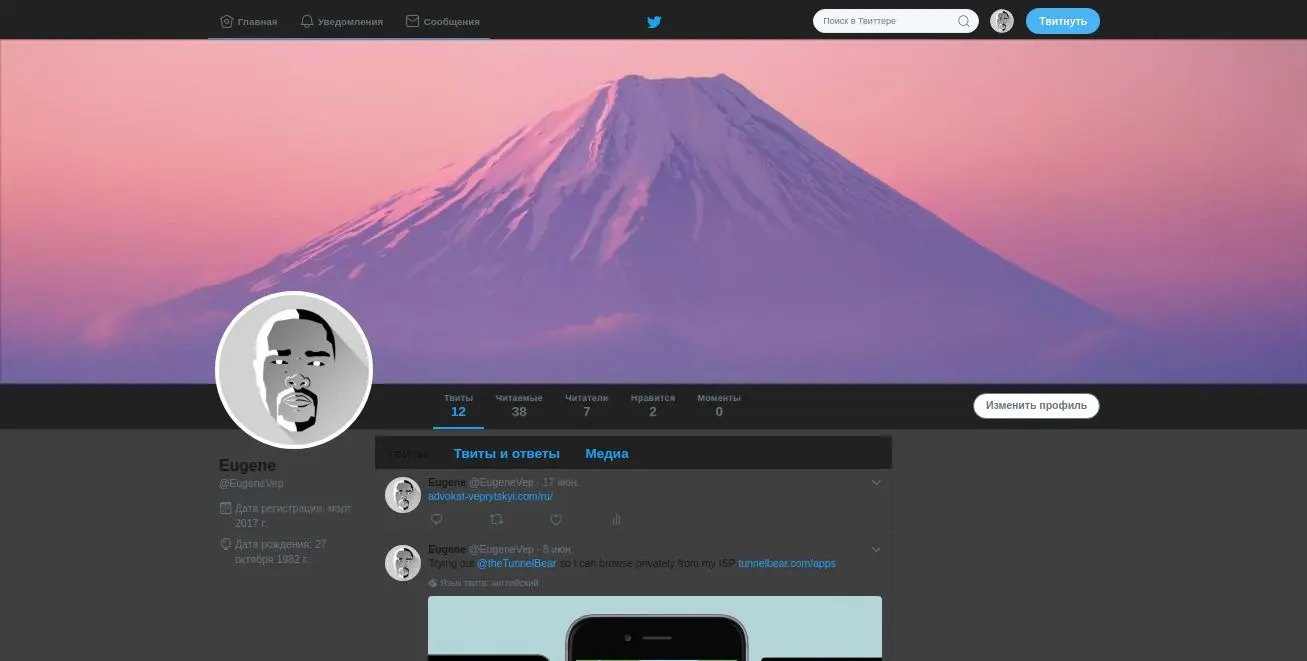 Главная Уведомления Сообщения Поиск в Твиттере Твитнуть
Твиты Читаемые Читатели Нравится Моменты
12 38 7 2 0
Изменить профиль
Твиты Твиты и ответы Медиа
Eugene
@EugeneVep
Дата регистрации: март
2017 г.
Дата рождения: 27
октября 1982 г.
Eugene @EugeneVep · 17 июн.
advokat-veprytskyi.com/ru/
Eugene @EugeneVep · 8 июн.
Trying out @theTunnelBear so I can browse privately from my ISP tunnelbear.com/apps
Язык твита: английский